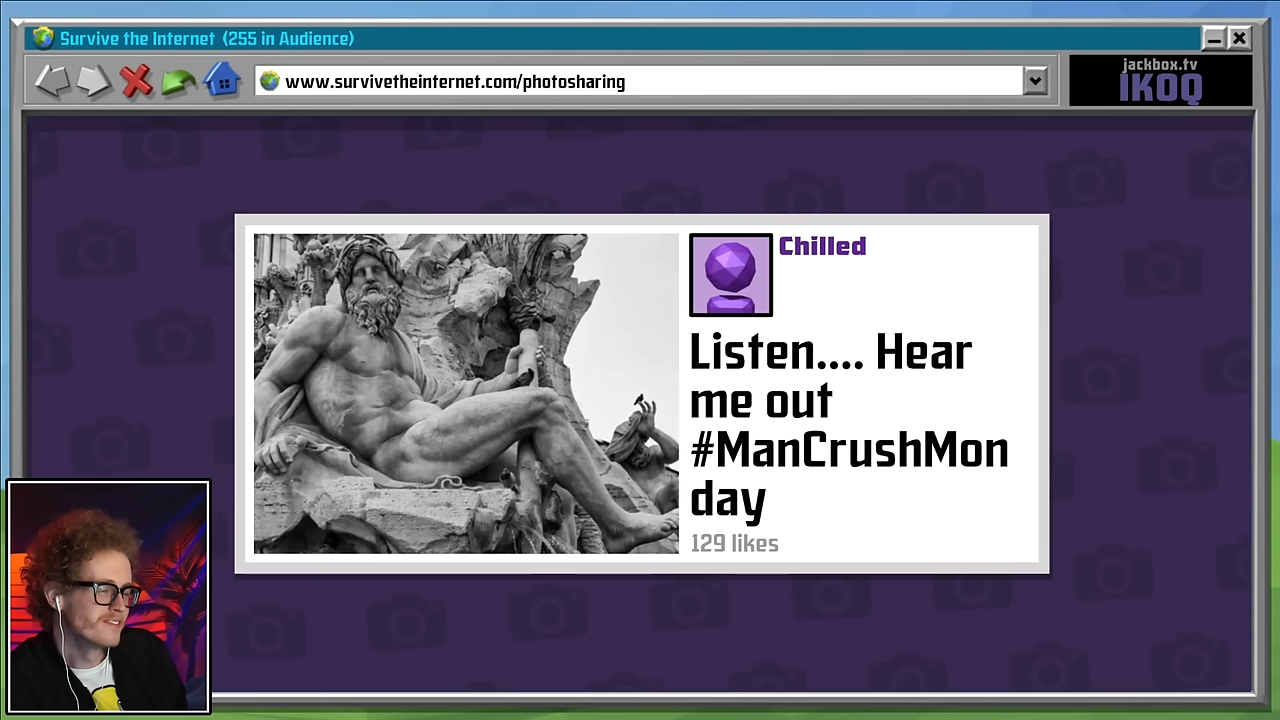 Survive the Internet (255 in Audience)
www.survivetheinternet.com/photosharing
jackbox.tv
IKOQ
Chilled
Listen.... Hear
me out
#ManCrushMon
day
129 likes